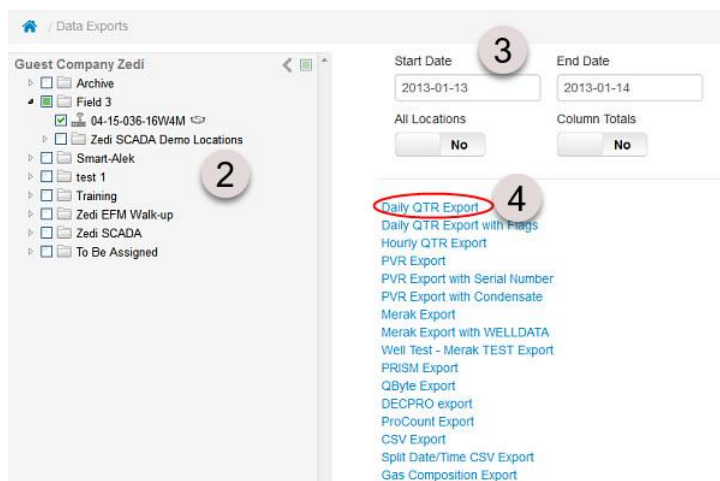 / Data Exports
Guest Company Zedi
Archive
Field 3
04-15-036-16W4M
Zedi SCADA Demo Locations
Smart-Alek
test 1
Training
Zedi EFM Walk-up
Zedi SCADA
To Be Assigned
2
3
Start Date End Date
2013-01-13 2013-01-14
All Locations Column Totals
No No
4
Daily QTR Export
Daily QTR Export with Flags
Hourly QTR Export
PVR Export
PVR Export with Serial Number
PVR Export with Condensate
Merak Export
Merak Export with WELLDATA
Well Test - Merak TEST Export
PRISM Export
QByte Export
DECPRO export
ProCount Export
CSV Export
Split Date/Time CSV Export
Gas Composition Export